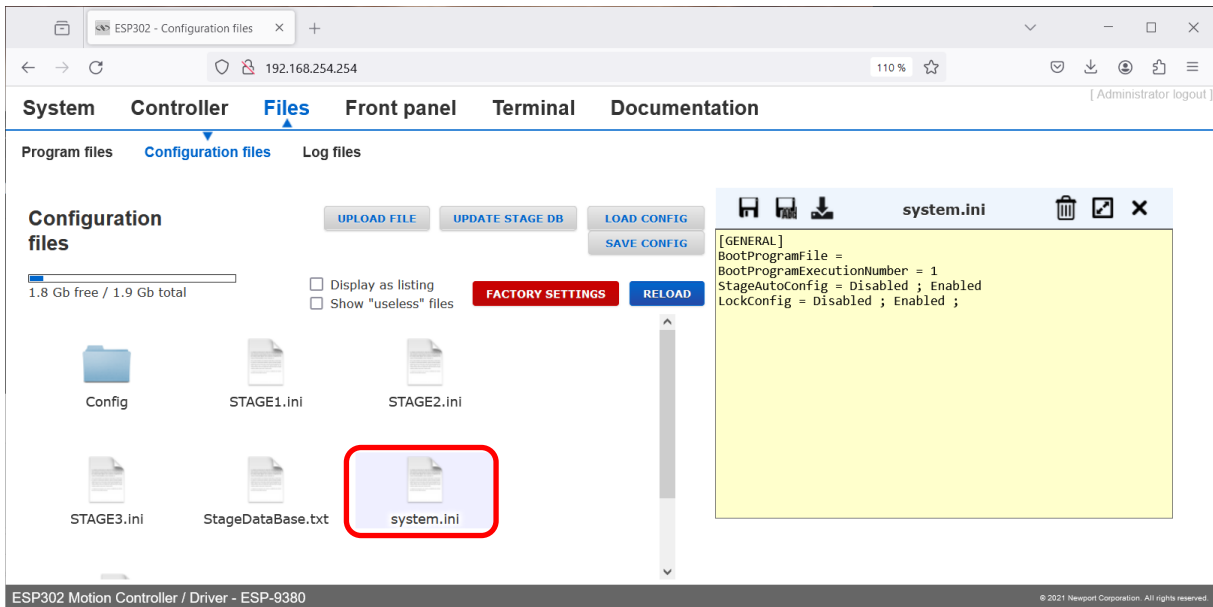 ESP302 - Configuration files
192.168.254.254
110 %
[ Administrator logout ]
System Controller Files Front panel Terminal Documentation
Program files Configuration files Log files
Configuration files
UPLOAD FILE
UPDATE STAGE DB
LOAD CONFIG
SAVE CONFIG
1.8 Gb free / 1.9 Gb total
Display as listing
Show "useless" files
FACTORY SETTINGS
RELOAD
Config
STAGE1.ini
STAGE2.ini
STAGE3.ini
StageDataBase.txt
system.ini
system.ini
[GENERAL]
BootProgramFile =
BootProgramExecutionNumber = 1
StageAutoConfig = Disabled ; Enabled
LockConfig = Disabled ; Enabled ;
ESP302 Motion Controller / Driver - ESP-9380
© 2021 Newport Corporation. All rights reserved.